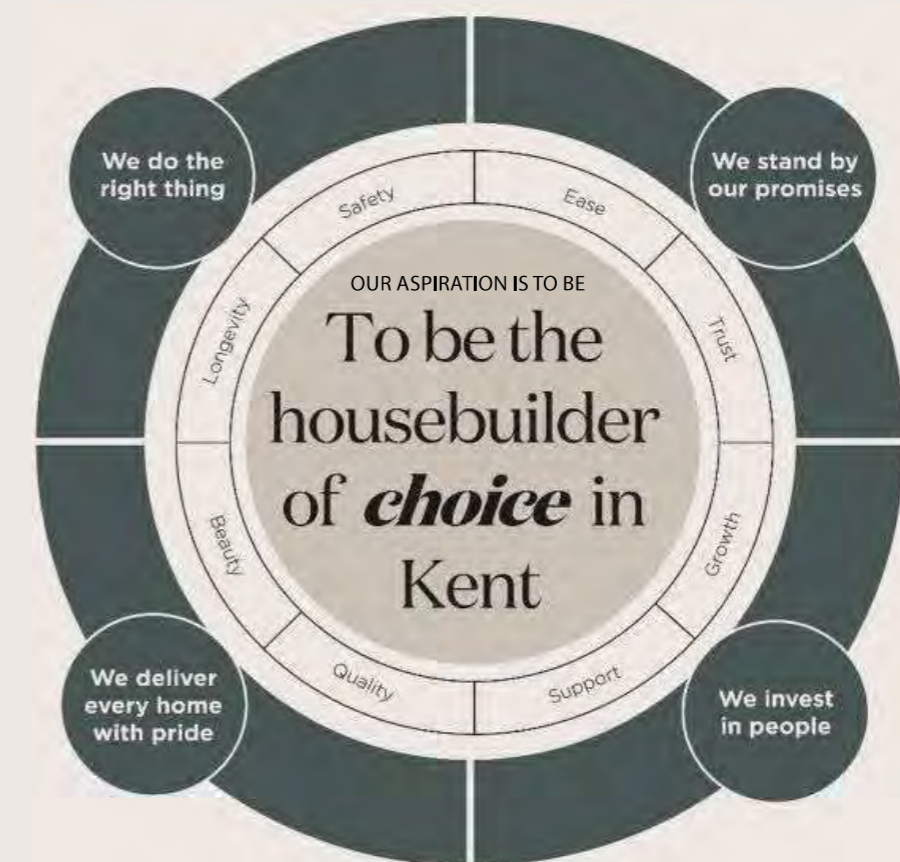 We do the
right thing
We stand by
our promises
Safety
Ease
Longevity
Trust
OUR ASPIRATION IS TO BE
To be the
housebuilder
of choice in
Kent
Beauty
Growth
Quality
Support
We deliver
every home
with pride
We invest
in people